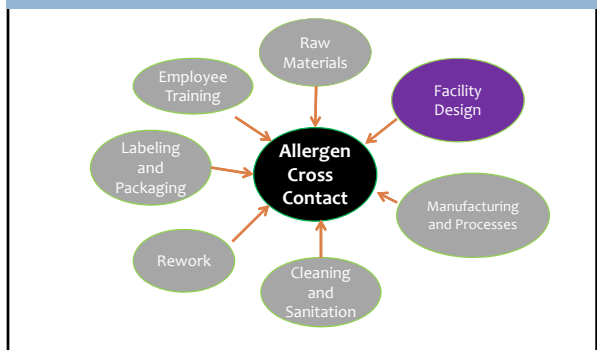 Raw
Materials
Employee
Training
Facility
Design
Labeling
and
Packaging
Allergen
Cross
Contact
Manufacturing
and Processes
Rework
Cleaning
and
Sanitation